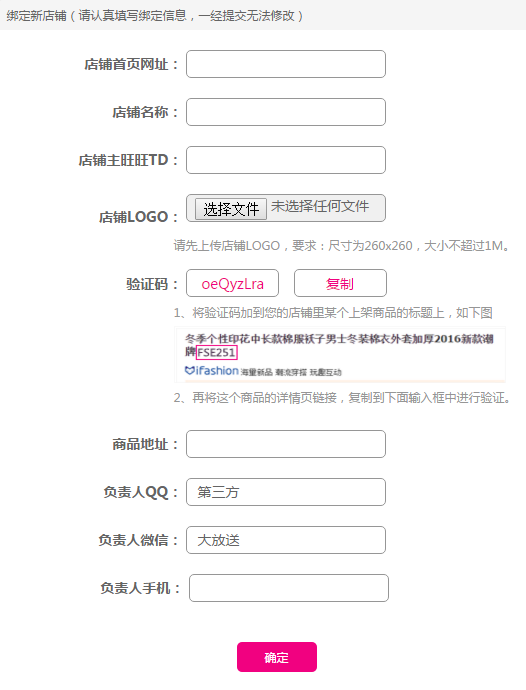 绑定新店铺（请认真填写绑定信息，一经提交无法修改）
店铺首页网址：
店铺名称：
店铺主旺旺TD：
店铺LOGO： 选择文件 未选择任何文件
请先上传店铺LOGO，要求：尺寸为260x260，大小不超过1M。
验证码： oeQyzLra 复制
1、将验证码加到您的店铺里某个上架商品的标题上，如下图
冬季个性印花中长款棉服袄子男士冬装棉衣外套加厚2016新款潮
牌FSE251
iFashion 海量新品 潮流穿搭 玩趣互动
2、再将这个商品的详情页链接，复制到下面输入框中进行验证。
商品地址：
负责人QQ： 第三方
负责人微信： 大放送
负责人手机：
确定